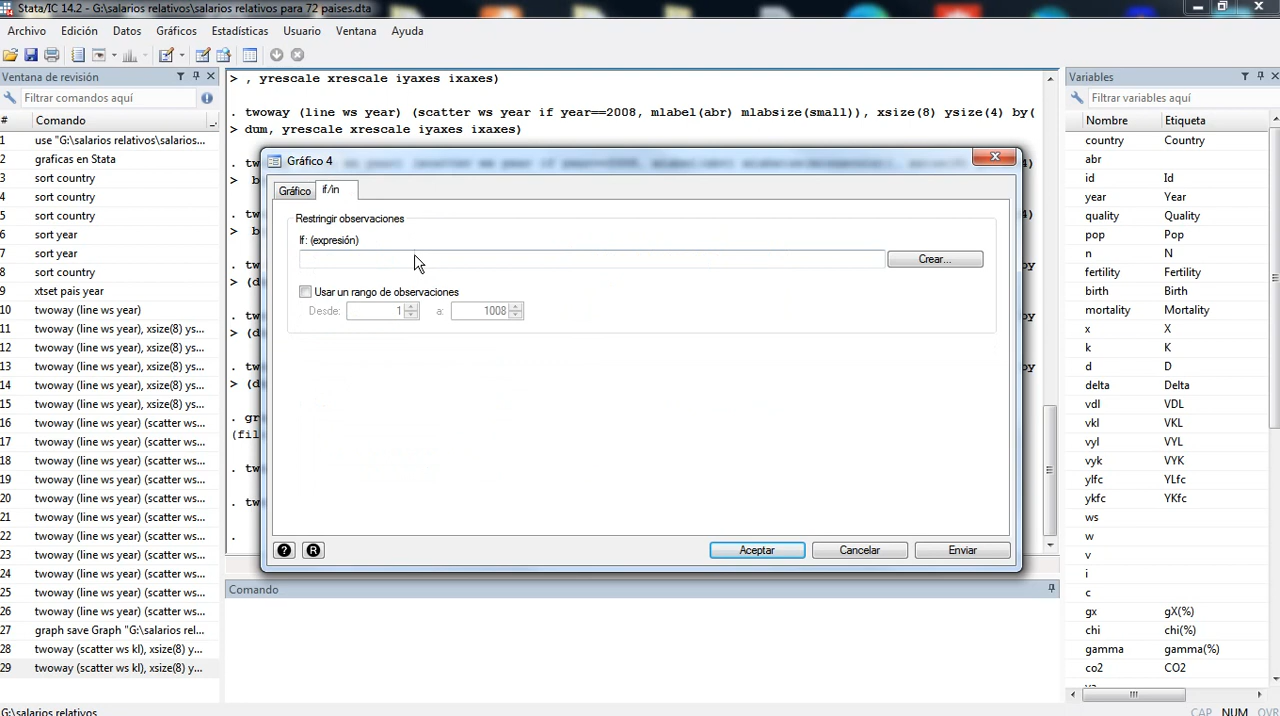 Stata/IC 14.2 - G:\salarios relativos\salarios relativos para 72 paises.dta
Archivo Edición Datos Gráficos Estadísticas Usuario Ventana Ayuda
Ventana de revisión
Filtrar comandos aquí
# Comando
1 use "G:\salarios relativos\salarios...
2 graficas en Stata
3 sort country
4 sort country
5 sort country
6 sort year
7 sort year
8 sort country
9 xtset pais year
10 twoway (line ws year)
11 twoway (line ws year), xsize(8) ys...
12 twoway (line ws year), xsize(8) ys...
13 twoway (line ws year), xsize(8) ys...
14 twoway (line ws year), xsize(8) ys...
15 twoway (line ws year), xsize(8) ys...
16 twoway (line ws year) (scatter ws...
17 twoway (line ws year) (scatter ws...
18 twoway (line ws year) (scatter ws...
19 twoway (line ws year) (scatter ws...
20 twoway (line ws year) (scatter ws...
21 twoway (line ws year) (scatter ws...
22 twoway (line ws year) (scatter ws...
23 twoway (line ws year) (scatter ws...
24 twoway (line ws year) (scatter ws...
25 twoway (line ws year) (scatter ws...
26 twoway (line ws year) (scatter ws...
27 graph save Graph "G:\salarios rel...
28 twoway (scatter ws kl), xsize(8) y...
29 twoway (scatter ws kl), xsize(8) y...
> , yrescale xrescale iyaxes ixaxes)
. twoway (line ws year) (scatter ws year if year==2008, mlabel(abr) mlabsize(small)), xsize(8) ysize(4) by(
> dum, yrescale xrescale iyaxes ixaxes)
. tw
4)
> b
. tw
4)
> b
. tw
by
> (d
. tw
by
> (d
. tw
by
> (d
. gr
(fil
. tw
. tw
.
Gráfico 4
Gráfico if/in
Restringir observaciones
If: (expresión)
Crear...
Usar un rango de observaciones
Desde: 1 a: 1008
? R Aceptar Cancelar Enviar
Comando
Variables
Filtrar variables aquí
Nombre Etiqueta
country Country
abr
id Id
year Year
quality Quality
pop Pop
n N
fertility Fertility
birth Birth
mortality Mortality
x X
k K
d D
delta Delta
vdl VDL
vkl VKL
vyl VYL
vyk VYK
ylfc YLfc
ykfc YKfc
ws
w
v
i
c
gx gX(%)
chi chi(%)
gamma gamma(%)
co2 CO2
G:\salarios relativos
CAP NUM OVR